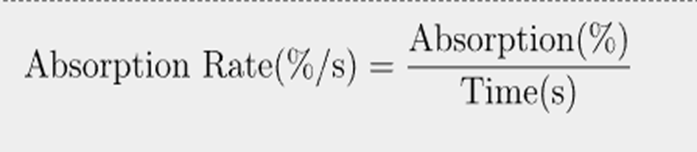 Absorption Rate(%/s) = Absorption(%) / Time(s)